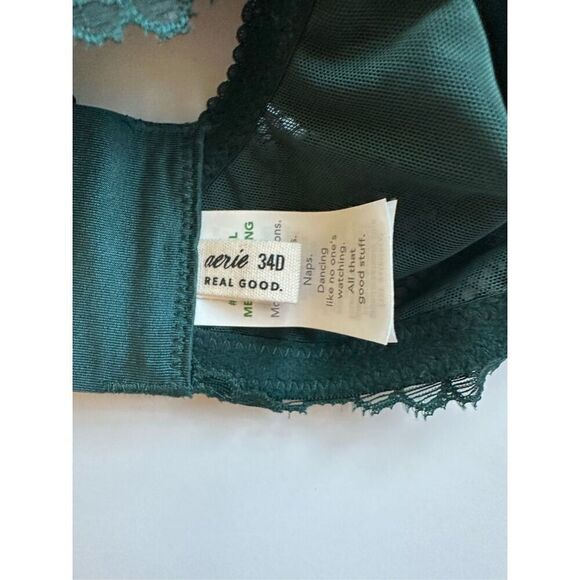 aerie 34D
REAL GOOD.
Naps.
Dancing
like no one's
watching.
All that
good stuff.